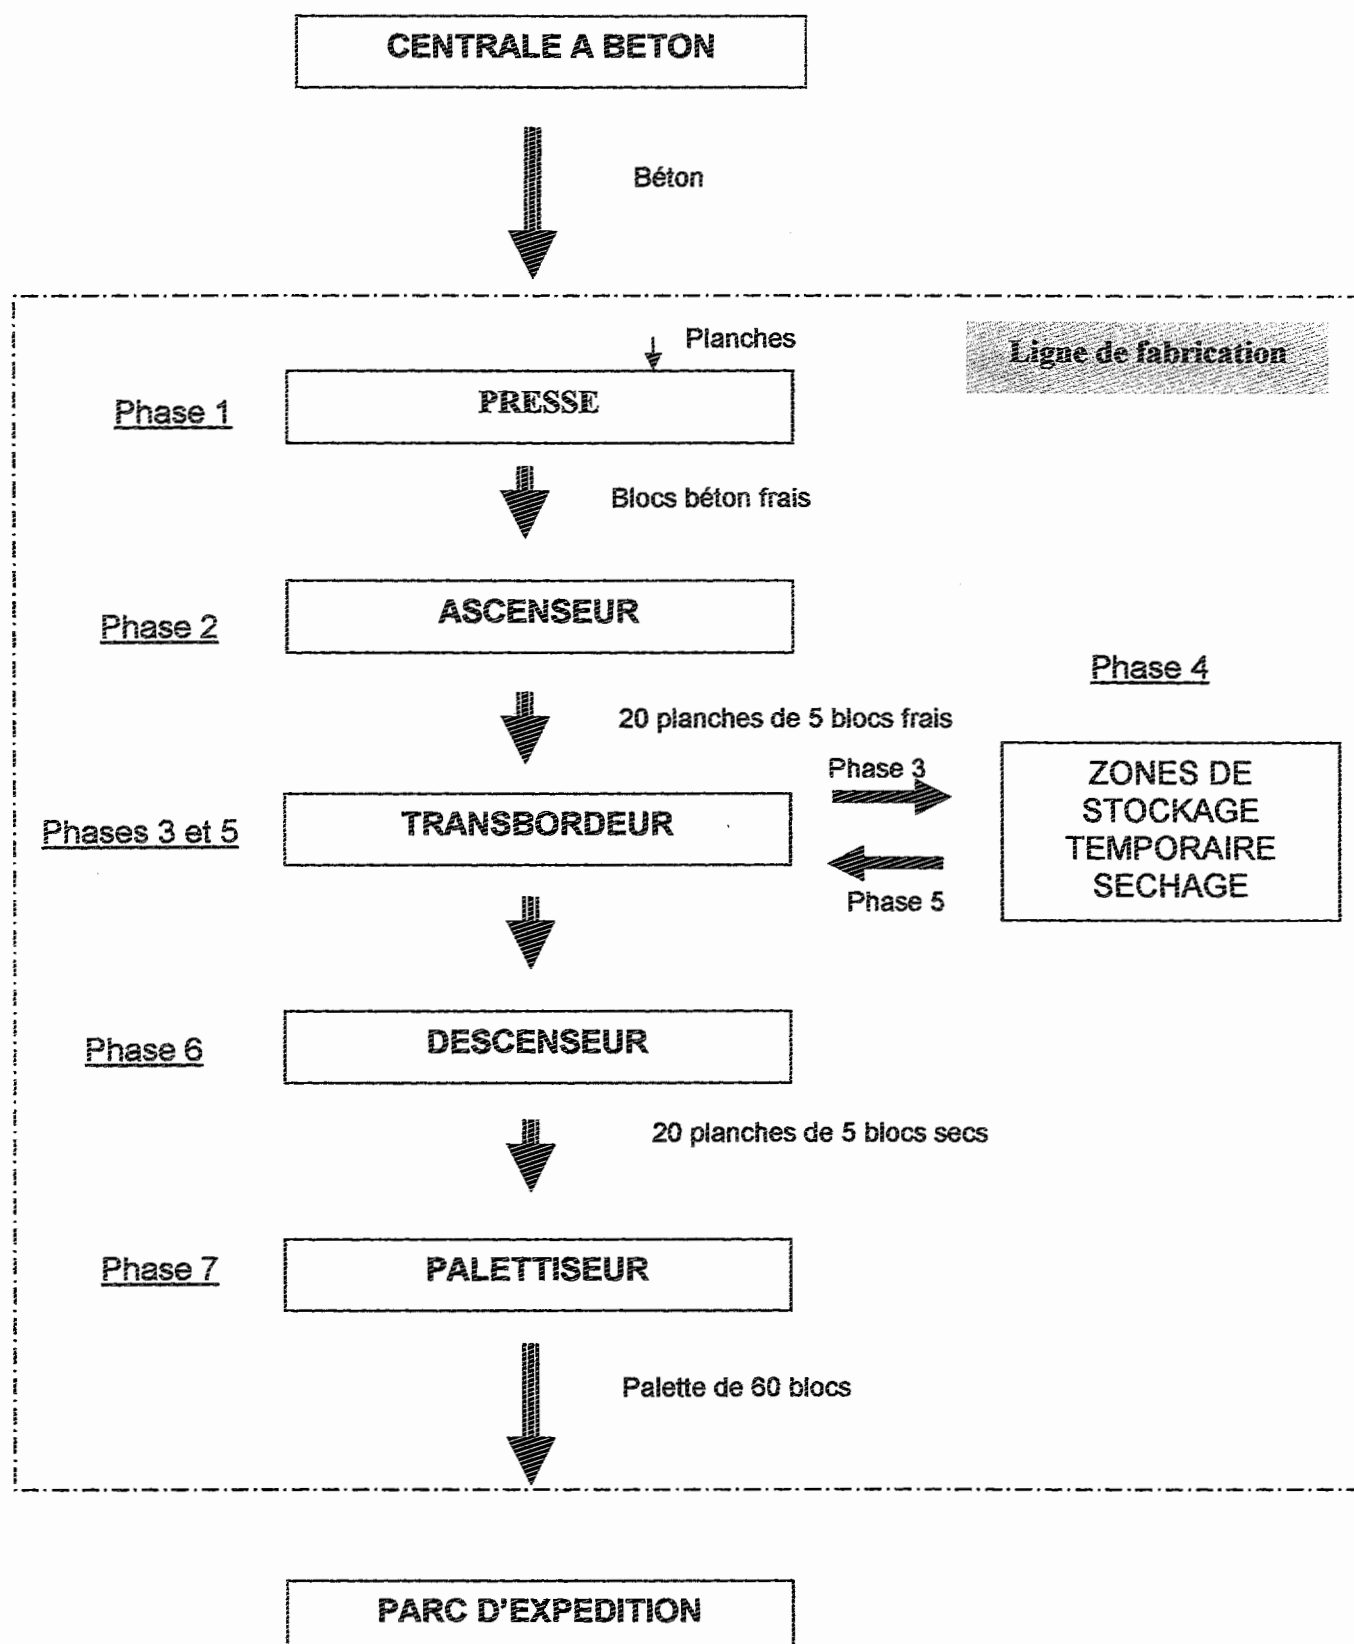 CENTRALE A BETON
Béton
Planches
Ligne de fabrication
Phase 1
PRESSE
Blocs béton frais
Phase 2
ASCENSEUR
Phase 4
20 planches de 5 blocs frais
Phase 3
ZONES DE
STOCKAGE
TEMPORAIRE
SECHAGE
Phases 3 et 5
TRANSBORDEUR
Phase 5
Phase 6
DESCENSEUR
20 planches de 5 blocs secs
Phase 7
PALETTISEUR
Palette de 60 blocs
PARC D'EXPEDITION